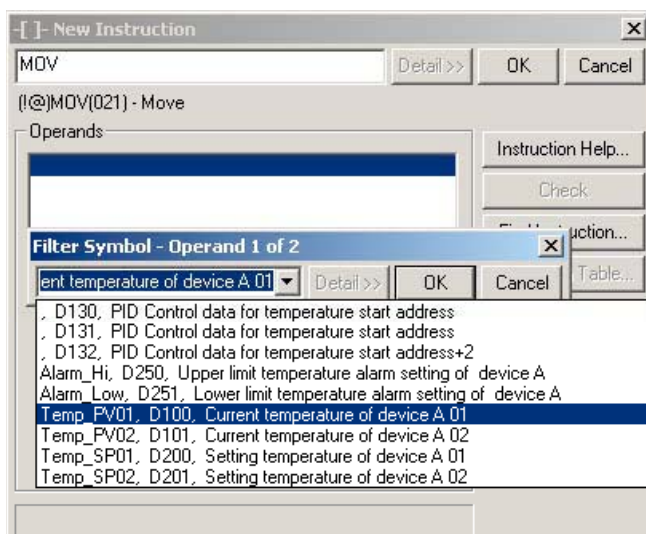 -[ ]- New Instruction
MOV Detail >> OK Cancel
(!@)MOV(021) - Move
Operands
Instruction Help...
Check
uction...
Filter Symbol - Operand 1 of 2
ent temperature of device A 01 Detail >> OK Cancel Table...
, D130, PID Control data for temperature start address
, D131, PID Control data for temperature start address
, D132, PID Control data for temperature start address+2
Alarm_Hi, D250, Upper limit temperature alarm setting of device A
Alarm_Low, D251, Lower limit temperature alarm setting of device A
Temp_PV01, D100, Current temperature of device A 01
Temp_PV02, D101, Current temperature of device A 02
Temp_SP01, D200, Setting temperature of device A 01
Temp_SP02, D201, Setting temperature of device A 02